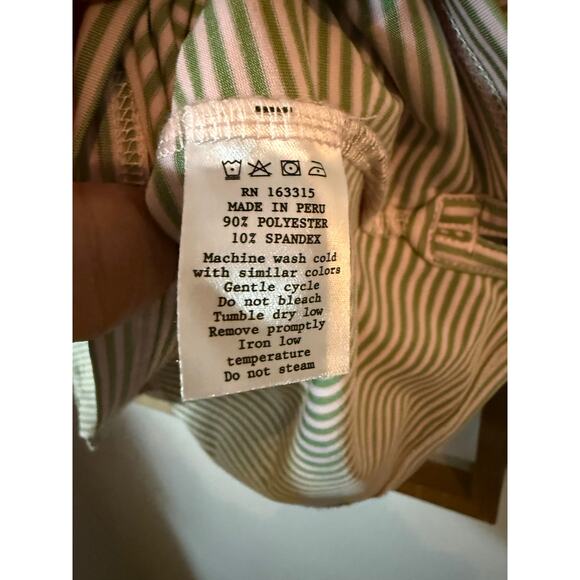 RN 163315
MADE IN PERU
90% POLYESTER
10% SPANDEX
Machine wash cold
with similar colors
Gentle cycle
Do not bleach
Tumble dry low
Remove promptly
Iron low
temperature
Do not steam